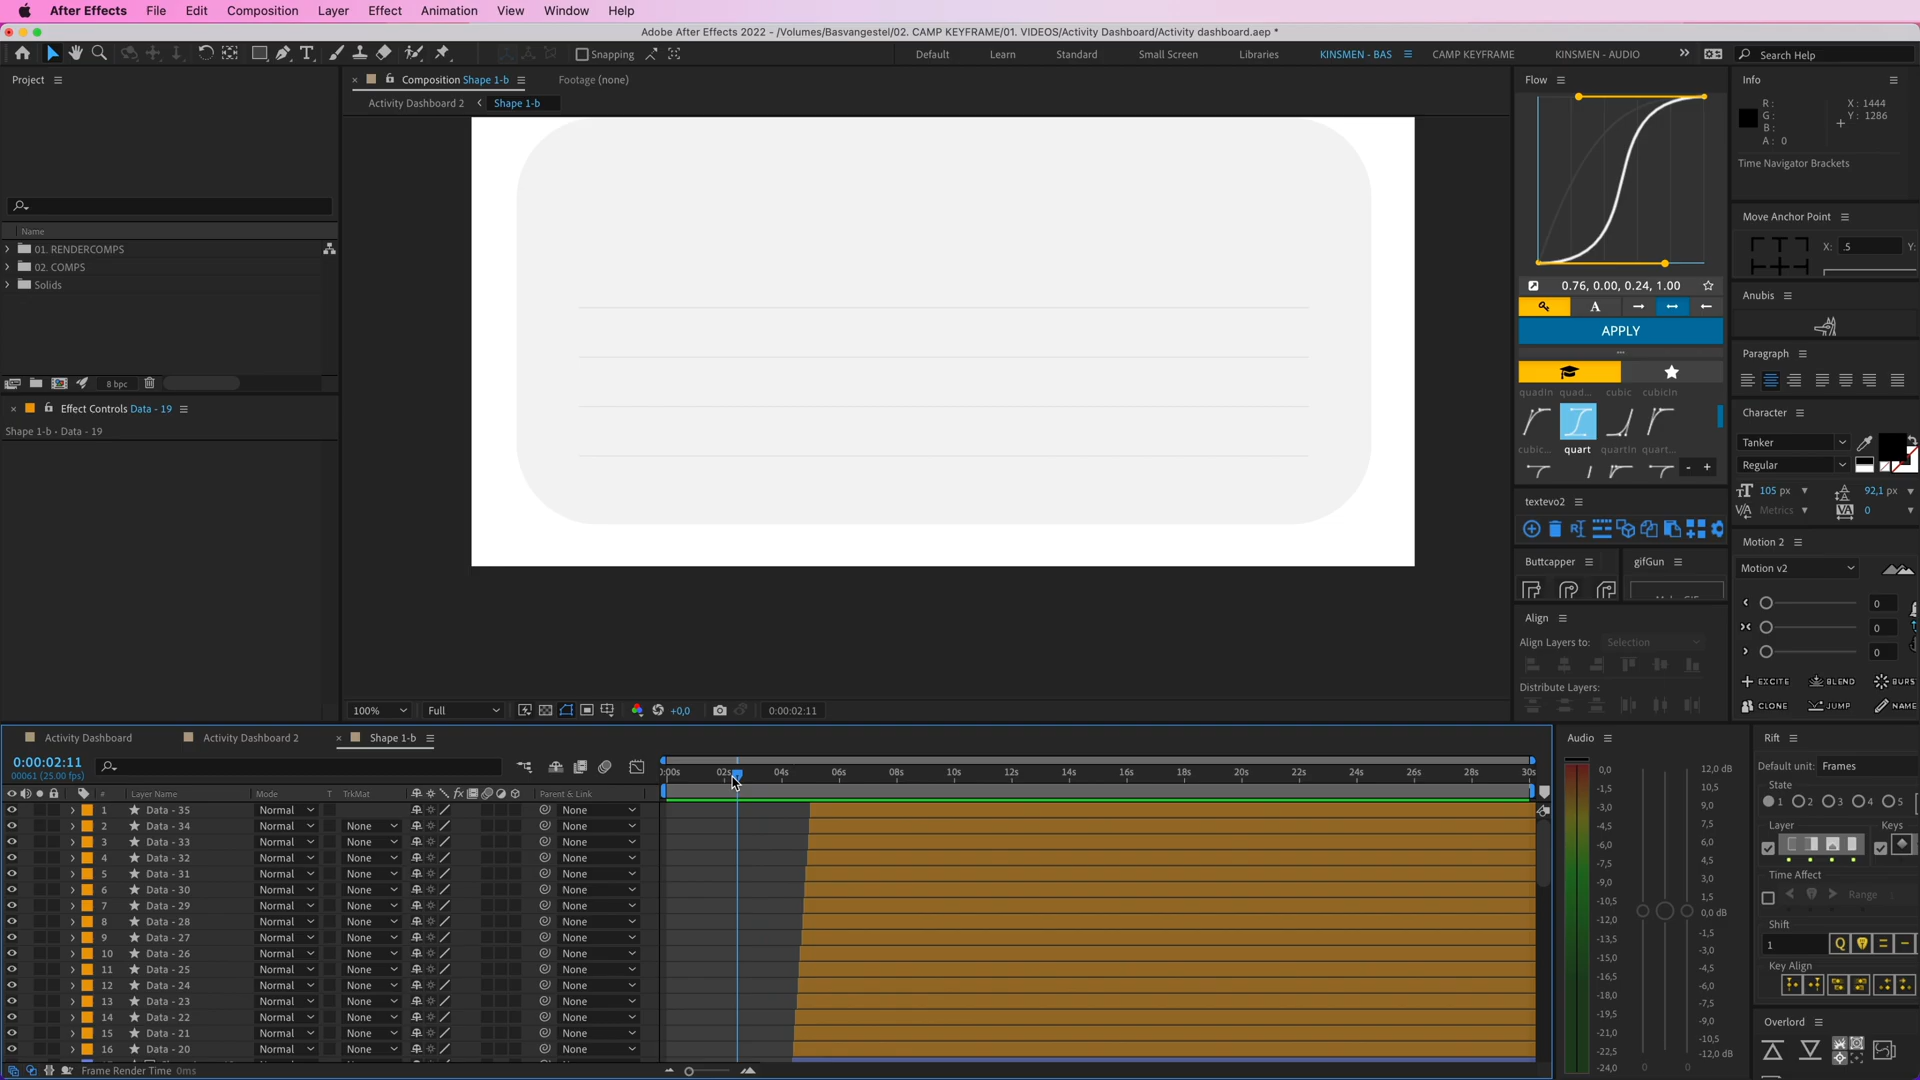 After Effects File Edit Composition Layer Effect Animation View Window Help
Adobe After Effects 2022 - /Volumes/Basvangestel/02. CAMP KEYFRAME/01. VIDEOS/Activity Dashboard/Activity dashboard.aep *
Snapping Default Learn Standard Small Screen Libraries KINSMEN - BAS CAMP KEYFRAME KINSMEN - AUDIO Search Help
Project
Name
01. RENDERCOMPS
02. COMPS
Solids
8 bpc
Effect Controls Data - 19
Shape 1-b • Data - 19
Composition Shape 1-b Footage (none)
Activity Dashboard 2 Shape 1-b
100% Full +0,0 0:00:02:11
Flow
0.76, 0.00, 0.24, 1.00
A
APPLY
quadIn quad... cubic cubicIn
cubic... quart quartIn quart...
- +
textevo2
Buttcapper gifGun
Align
Align Layers to: Selection
Distribute Layers:
Info
R :
G :
B :
A : 0
X : 1444
Y : 1286
Time Navigator Brackets
Move Anchor Point
X: .5 Y:
Anubis
Paragraph
Character
Tanker
Regular
105 px 92,1 px
Metrics 0
Motion 2
Motion v2
0
0
0
EXCITE BLEND BURS
CLONE JUMP NAME
Activity Dashboard Activity Dashboard 2 Shape 1-b
0:00:02:11
00061 (25.00 fps)
:00s 02s 04s 06s 08s 10s 12s 14s 16s 18s 20s 22s 24s 26s 28s 30s
# Layer Name Mode T TrkMat Parent & Link
1 Data - 35 Normal None
2 Data - 34 Normal None None
3 Data - 33 Normal None None
4 Data - 32 Normal None None
5 Data - 31 Normal None None
6 Data - 30 Normal None None
7 Data - 29 Normal None None
8 Data - 28 Normal None None
9 Data - 27 Normal None None
10 Data - 26 Normal None None
11 Data - 25 Normal None None
12 Data - 24 Normal None None
13 Data - 23 Normal None None
14 Data - 22 Normal None None
15 Data - 21 Normal None None
16 Data - 20 Normal None None
Frame Render Time 0ms
Audio
0,0
-1,5
-3,0
-4,5
-6,0
-7,5
-9,0
-10,5
-12,0
-13,5
-15,0
-16,5
-18,0
-19,5
-21,0
-22,5
-24,0
12,0 dB
9,0
7,5
6,0
4,5
3,0
1,5
0,0 dB
-1,5
-3,0
-4,5
-6,0
-7,5
-9,0
-10,5
-12,0 dB
0 0
Rift
Default unit: Frames
State
1 2 3 4 5
Layer Keys
Time Affect
Range
Shift
1 Q
Key Align
Overlord